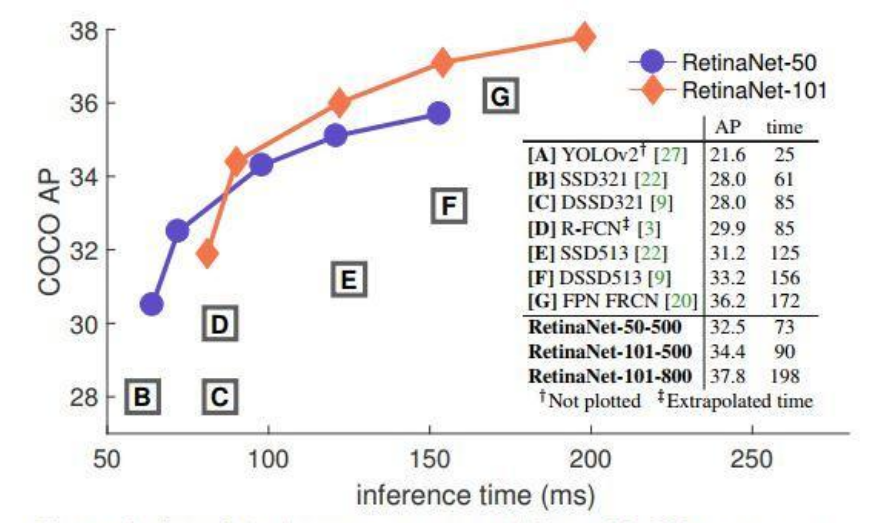 38
36
34
32
30
28
COCO AP
50 100 150 200 250
inference time (ms)
B
C
D
E
F
G
RetinaNet-50
RetinaNet-101
AP time
[A] YOLOv2† [27] 21.6 25
[B] SSD321 [22] 28.0 61
[C] DSSD321 [9] 28.0 85
[D] R-FCN‡ [3] 29.9 85
[E] SSD513 [22] 31.2 125
[F] DSSD513 [9] 33.2 156
[G] FPN FRCN [20] 36.2 172
RetinaNet-50-500 32.5 73
RetinaNet-101-500 34.4 90
RetinaNet-101-800 37.8 198
†Not plotted ‡Extrapolated time